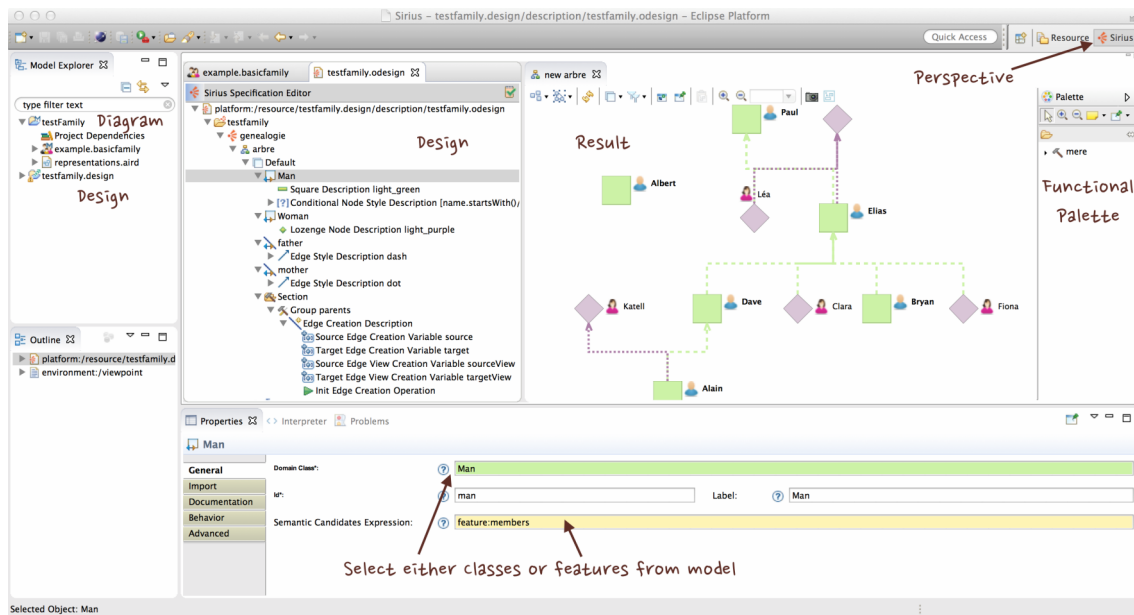 Sirius - testfamily.design/description/testfamily.odesign - Eclipse Platform
Quick Access
Resource
Sirius
Perspective
Model Explorer
type filter text
testFamily
Diagram
Project Dependencies
example.basicfamily
representations.aird
testfamily.design
Design
Outline
platform:/resource/testfamily.d
environment:/viewpoint
example.basicfamily
testfamily.odesign
Sirius Specification Editor
platform:/resource/testfamily.design/description/testfamily.odesign
testfamily
genealogie
Design
arbre
Default
Man
Square Description light_green
[?] Conditional Node Style Description [name.startsWith()/
Woman
Lozenge Node Description light_purple
father
Edge Style Description dash
mother
Edge Style Description dot
Section
Group parents
Edge Creation Description
Source Edge Creation Variable source
Target Edge Creation Variable target
Source Edge View Creation Variable sourceView
Target Edge View Creation Variable targetView
Init Edge Creation Operation
new arbre
Result
Paul
Albert
Léa
Elias
Katell
Dave
Clara
Bryan
Fiona
Alain
Palette
mere
Functional
Palette
Properties
Interpreter
Problems
Man
General
Import
Documentation
Behavior
Advanced
Domain Class*:
Man
Id*:
man
Label:
Man
Semantic Candidates Expression:
feature:members
Select either classes or features from model
Selected Object: Man